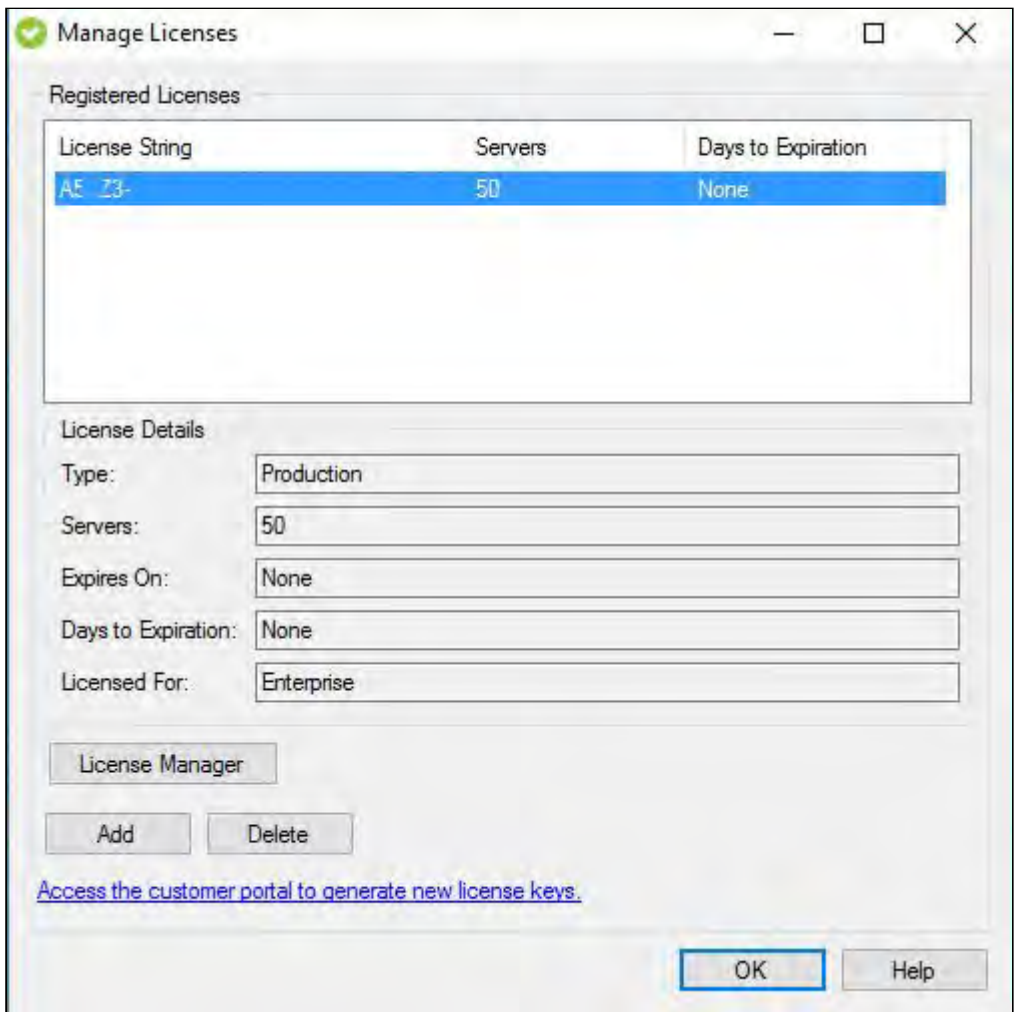 Manage Licenses
Registered Licenses
License String Servers Days to Expiration
50 None
License Details
Type: Production
Servers: 50
Expires On: None
Days to Expiration: None
Licensed For: Enterprise
License Manager
Add Delete
Access the customer portal to generate new license keys.
OK Help